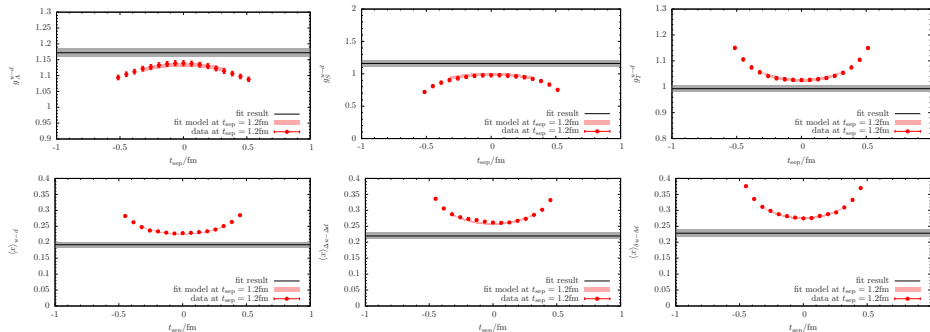 1.3
1.2
1.1
1
0.9
g_A^{u-d}
fit result
fit model at t_sep = 1.2fm
data at t_sep = 1.2fm
-1 -0.5 0 0.5 1
t_sep/fm
2
1.5
1
0.5
0
g_S^{u-d}
fit result
fit model at t_sep = 1.2fm
data at t_sep = 1.2fm
-1 -0.5 0 0.5 1
t_sep/fm
1.3
1.2
1.1
1
0.9
0.8
g_T^{u-d}
fit result
fit model at t_sep = 1.2fm
data at t_sep = 1.2fm
-1 -0.5 0 0.5 1
t_sep/fm
0.4
0.35
0.3
0.25
0.2
0.15
0.1
0.05
0
⟨x⟩_{u-d}
fit result
fit model at t_sep = 1.2fm
data at t_sep = 1.2fm
-1 -0.5 0 0.5 1
t_sep/fm
0.4
0.35
0.3
0.25
0.2
0.15
0.1
0.05
0
⟨x⟩_{Δu-Δd}
fit result
fit model at t_sep = 1.2fm
data at t_sep = 1.2fm
-1 -0.5 0 0.5 1
t_sep/fm
0.4
0.35
0.3
0.25
0.2
0.15
0.1
0.05
0
⟨x⟩_{δu-δd}
fit result
fit model at t_sep = 1.2fm
data at t_sep = 1.2fm
-1 -0.5 0 0.5 1
t_sep/fm